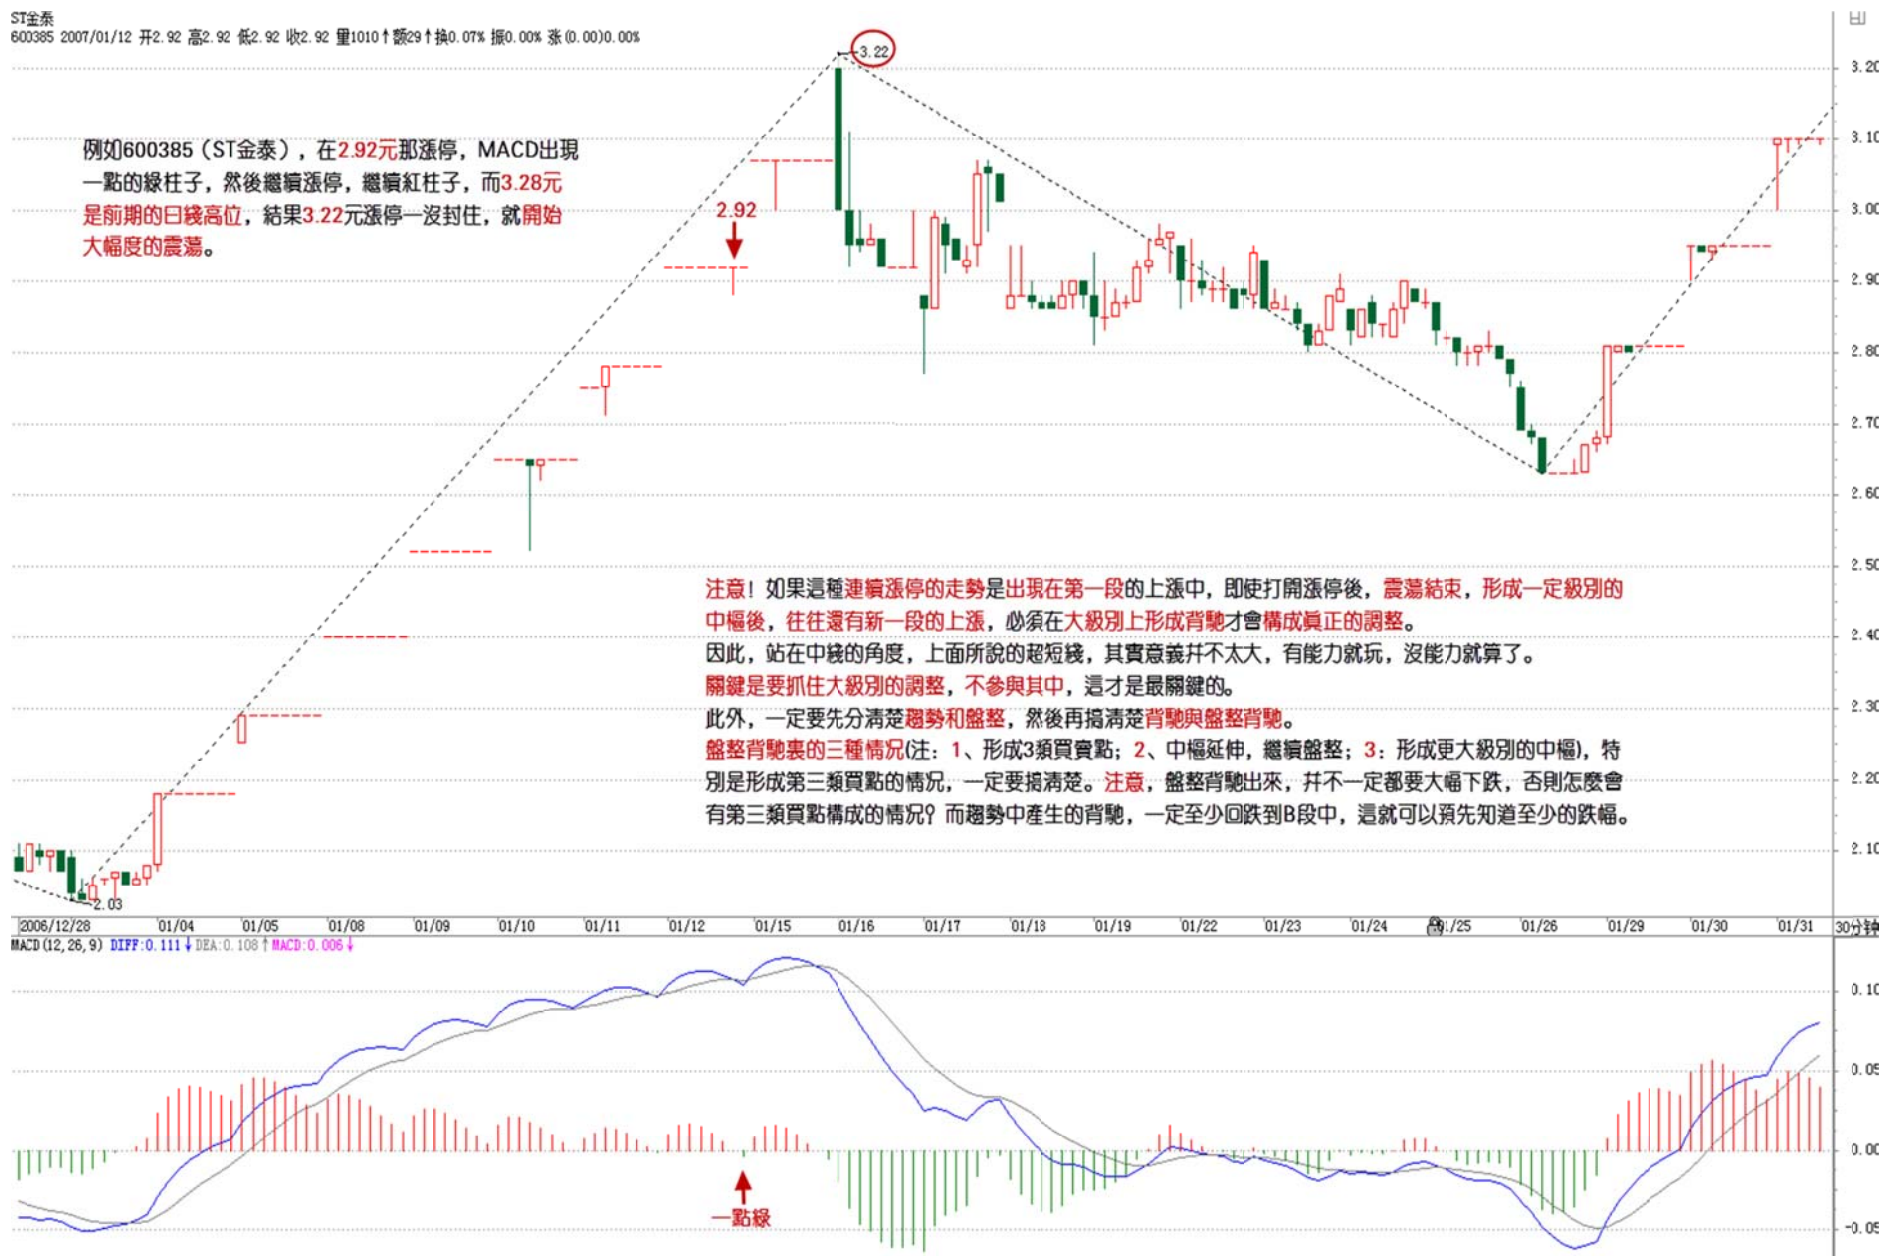 ST金泰
600385 2007/01/12 开2.92 高2.92 低2.92 收2.92 量1010↑额29↑换0.07% 振0.00% 涨(0.00)0.00%
3.22
3.20
例如600385（ST金泰），在2.92元那漲停，MACD出現
一點的綠柱子，然後繼續漲停，繼續紅柱子，而3.28元
是前期的日綫高位，結果3.22元漲停一沒封住，就開始
大幅度的震蕩。
3.10
2.92
3.00
2.90
2.80
2.70
2.60
2.50
注意！如果這種連續漲停的走勢是出現在第一段的上漲中，即使打開漲停後，震蕩結束，形成一定級別的
中樞後，往往還有新一段的上漲，必須在大級別上形成背馳才會構成眞正的調整。
2.40
因此，站在中綫的角度，上面所說的超短綫，其實意義幷不太大，有能力就玩，沒能力就算了。
關鍵是要抓住大級別的調整，不參與其中，這才是最關鍵的。
2.30
此外，一定要先分清楚趨勢和盤整，然後再搞清楚背馳與盤整背馳。
盤整背馳裏的三種情况(注：1、形成3類買賣點；2、中樞延伸，繼續盤整；3：形成更大級別的中樞)，特
2.20
別是形成第三類買點的情况，一定要搞清楚。注意，盤整背馳出來，幷不一定都要大幅下跌，否則怎麽會
有第三類買點構成的情况？而趨勢中產生的背馳，一定至少回跌到B段中，這就可以預先知道至少的跌幅。
2.10
2.03
2006/12/28 01/04 01/05 01/08 01/09 01/10 01/11 01/12 01/15 01/16 01/17 01/18 01/19 01/22 01/23 01/24 01/25 01/26 01/29 01/30 01/31 30分钟
MACD(12,26,9) DIFF:0.111↓ DEA:0.108↑ MACD:0.006↓
0.10
0.05
0.00
一點綠
-0.05